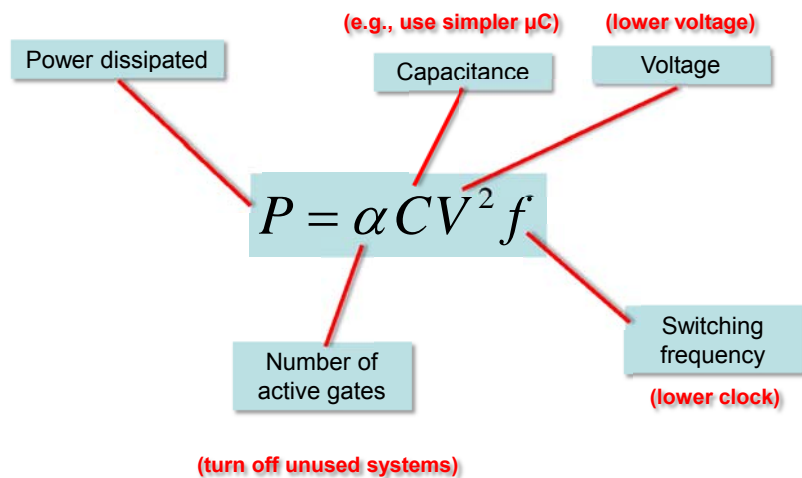 (e.g., use simpler µC)
(lower voltage)
Power dissipated
Capacitance
Voltage
P = αCV² f
Number of
active gates
Switching
frequency
(lower clock)
(turn off unused systems)